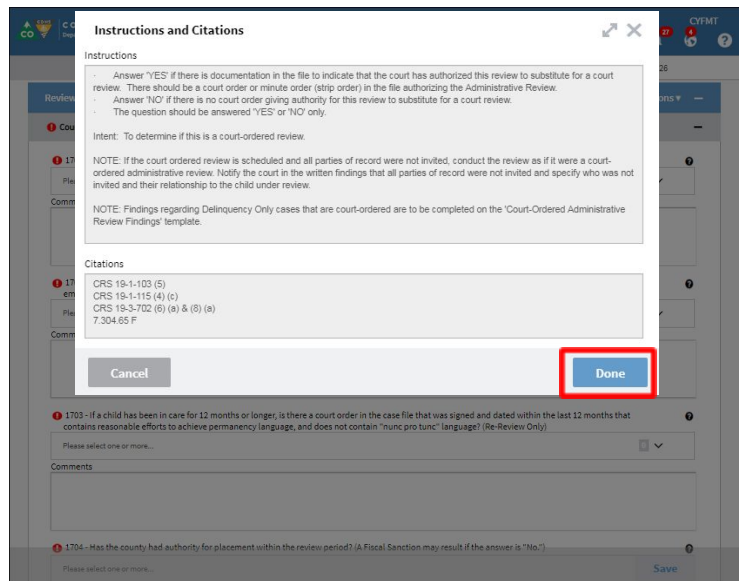 CO
CYFMT
27
Instructions and Citations
Instructions
· Answer 'YES' if there is documentation in the file to indicate that the court has authorized this review to substitute for a court
review. There should be a court order or minute order (strip order) in the file authorizing the Administrative Review.
· Answer 'NO' if there is no court order giving authority for this review to substitute for a court review.
· The question should be answered 'YES' or 'NO' only.
Intent: To determine if this is a court-ordered review.
NOTE: If the court ordered review is scheduled and all parties of record were not invited, conduct the review as if it were a court-
ordered administrative review. Notify the court in the written findings that all parties of record were not invited and specify who was not
invited and their relationship to the child under review.
NOTE: Findings regarding Delinquency Only cases that are court-ordered are to be completed on the 'Court-Ordered Administrative
Review Findings' template.
Citations
CRS 19-1-103 (5)
CRS 19-1-115 (4) (c)
CRS 19-3-702 (6) (a) & (8) (a)
7.304.65 F
Cancel
Done
26
Review
ons
Cou
17
Ple
Comm
17
em
Ple
Comm
1703 - If a child has been in care for 12 months or longer, is there a court order in the case file that was signed and dated within the last 12 months that
contains reasonable efforts to achieve permanency language, and does not contain "nunc pro tunc" language? (Re-Review Only)
Please select one or more...
Comments
1704 - Has the county had authority for placement within the review period? (A Fiscal Sanction may result if the answer is "No.")
Please select one or more...
Save